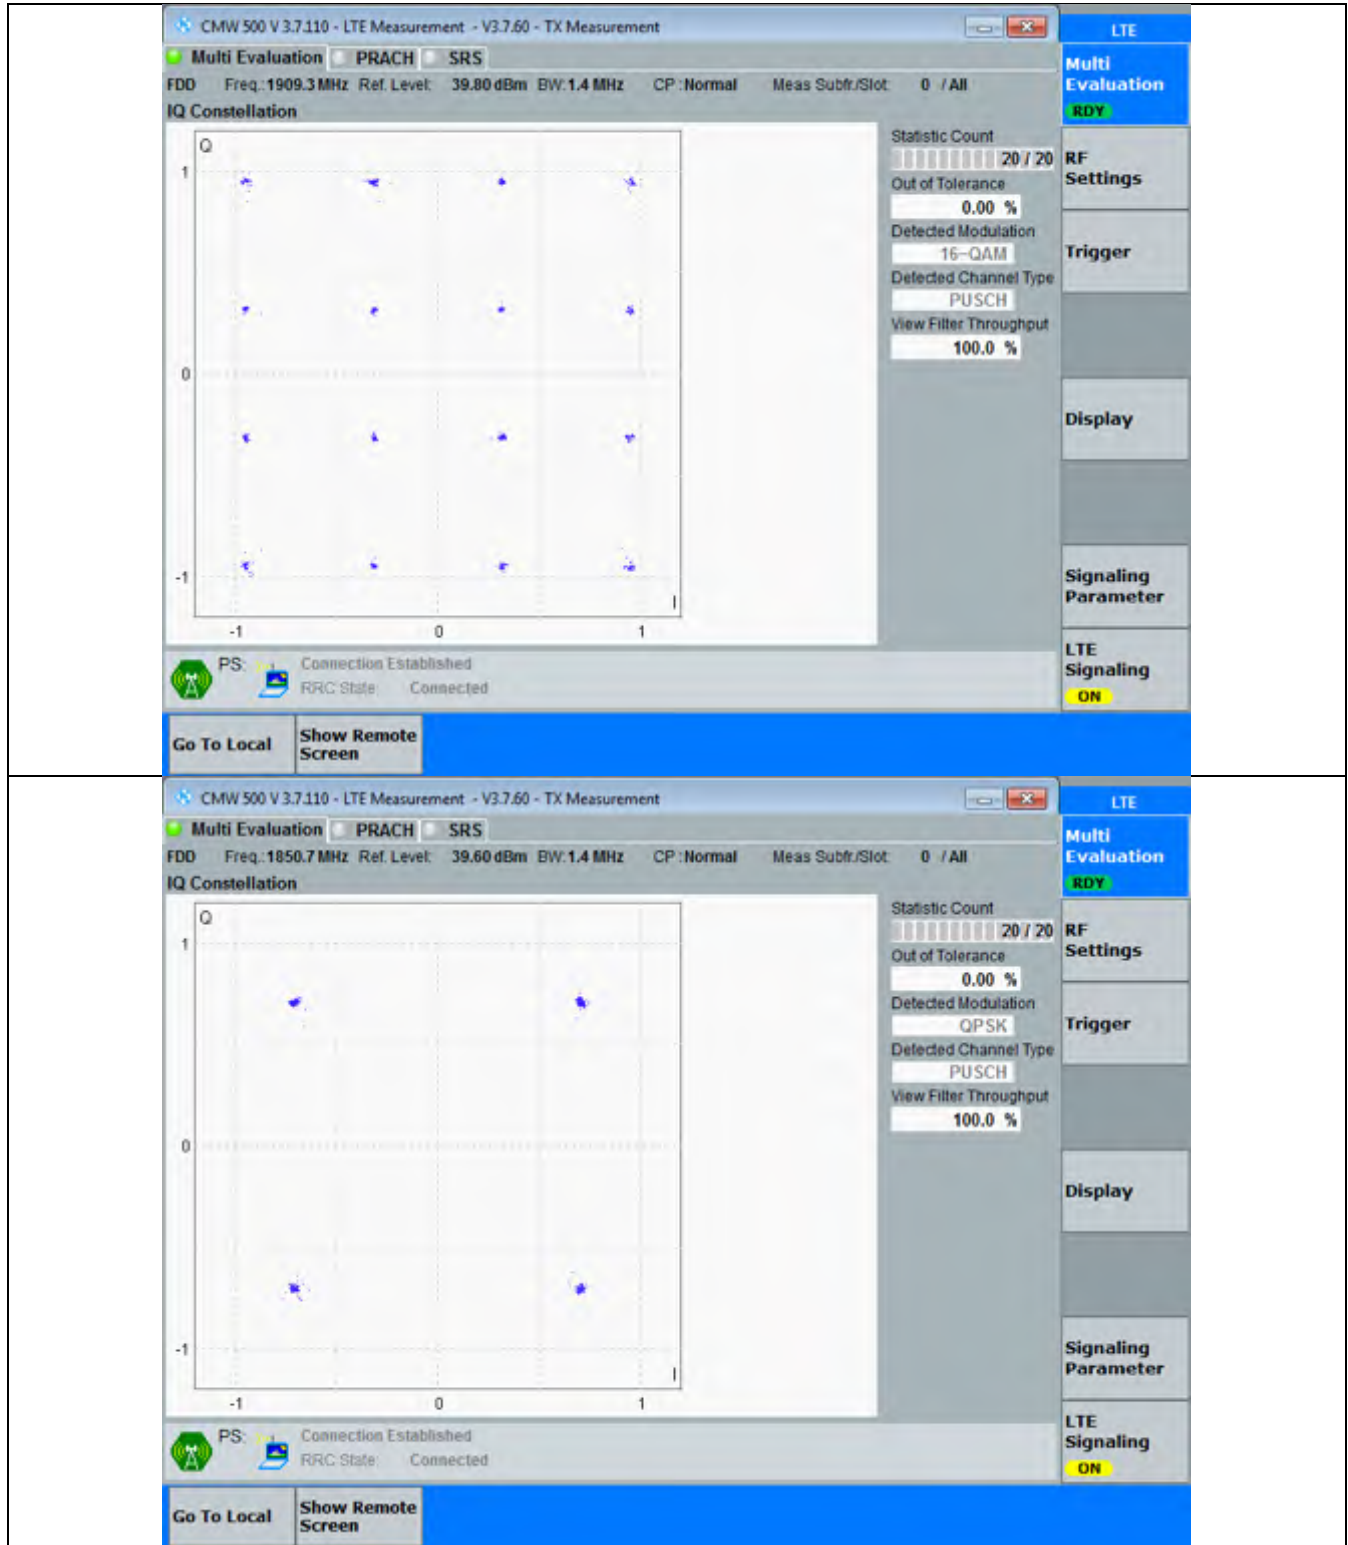 CMW 500 V 3.7.110 - LTE Measurement - V3.7.60 - TX Measurement
LTE
Multi Evaluation PRACH SRS
Multi
Evaluation
RDY
FDD Freq.: 1909.3 MHz Ref. Level: 39.80 dBm BW: 1.4 MHz CP : Normal Meas Subfr./Slot: 0 / All
IQ Constellation
Q
1
0
-1
-1 0 1
I
Statistic Count
20 / 20
Out of Tolerance
0.00 %
Detected Modulation
16-QAM
Detected Channel Type
PUSCH
View Filter Throughput
100.0 %
RF
Settings
Trigger
Display
Signaling
Parameter
LTE
Signaling
ON
PS: Connection Established
RRC State: Connected
Go To Local
Show Remote
Screen
CMW 500 V 3.7.110 - LTE Measurement - V3.7.60 - TX Measurement
LTE
Multi Evaluation PRACH SRS
Multi
Evaluation
RDY
FDD Freq.: 1850.7 MHz Ref. Level: 39.60 dBm BW: 1.4 MHz CP : Normal Meas Subfr./Slot: 0 / All
IQ Constellation
Q
1
0
-1
-1 0 1
I
Statistic Count
20 / 20
Out of Tolerance
0.00 %
Detected Modulation
QPSK
Detected Channel Type
PUSCH
View Filter Throughput
100.0 %
RF
Settings
Trigger
Display
Signaling
Parameter
LTE
Signaling
ON
PS: Connection Established
RRC State: Connected
Go To Local
Show Remote
Screen